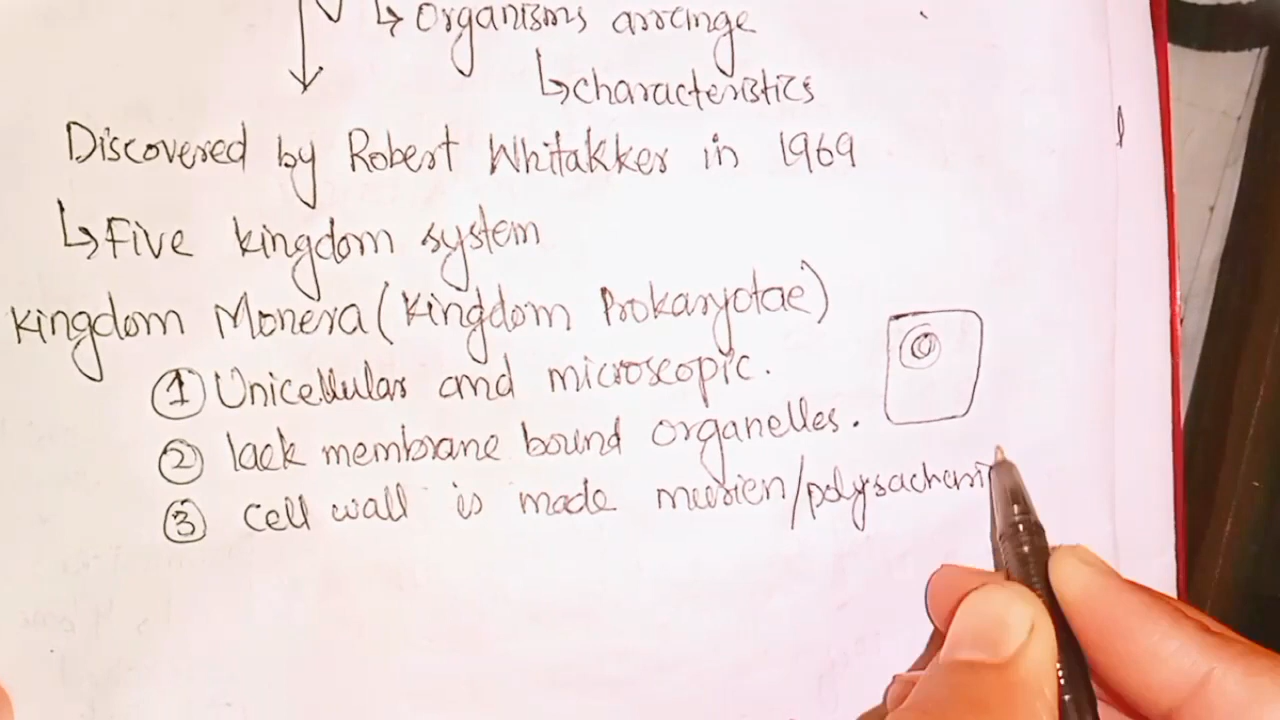 ↳ Organisms arrange
↳ characteristics
Discovered by Robert Whitakker in 1969
↳ Five kingdom system
Kingdom Monera (Kingdom Prokaryotae)
① Unicellular and microscopic.
② lack membrane bound organelles.
③ Cell wall is made murien/polysacheri